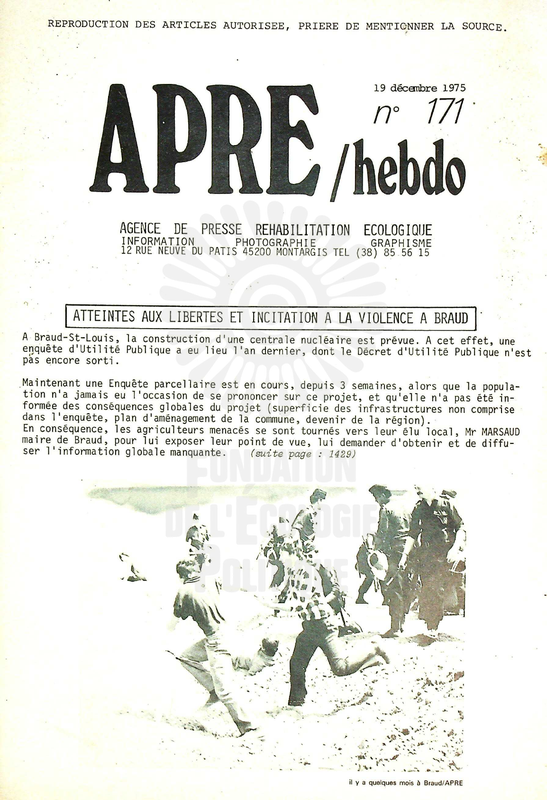 REPRODUCTION DES ARTICLES AUTORISEE, PRIERE DE MENTIONNER LA SOURCE.
19 décembre 1975
n° 171
APRE/hebdo
AGENCE DE PRESSE REHABILITATION ECOLOGIQUE
INFORMATION PHOTOGRAPHIE GRAPHISME
12 RUE NEUVE DU PATIS 45200 MONTARGIS TEL (38) 85 56 15
ATTEINTES AUX LIBERTES ET INCITATION A LA VIOLENCE A BRAUD
A Braud-St-Louis, la construction d'une centrale nucléaire est prévue. A cet effet, une
enquête d'Utilité Publique a eu lieu l'an dernier, dont le Décret d'Utilité Publique n'est
pas encore sorti.
Maintenant une Enquête parcellaire est en cours, depuis 3 semaines, alors que la popula-
tion n'a jamais eu l'occasion de se prononcer sur ce projet, et qu'elle n'a pas été in-
formée des conséquences globales du projet (superficie des infrastructures non comprise
dans l'enquête, plan d'aménagement de la commune, devenir de la région).
En conséquence, les agriculteurs menacés se sont tournés vers leur élu local, Mr MARSAUD
maire de Braud, pour lui exposer leur point de vue, lui demander d'obtenir et de diffu-
ser l'information globale manquante. (suite page : 1429)
FONDATION
DE L'ECOLOGIE
POLITIQUE
il y a quelques mois à Braud/APRE